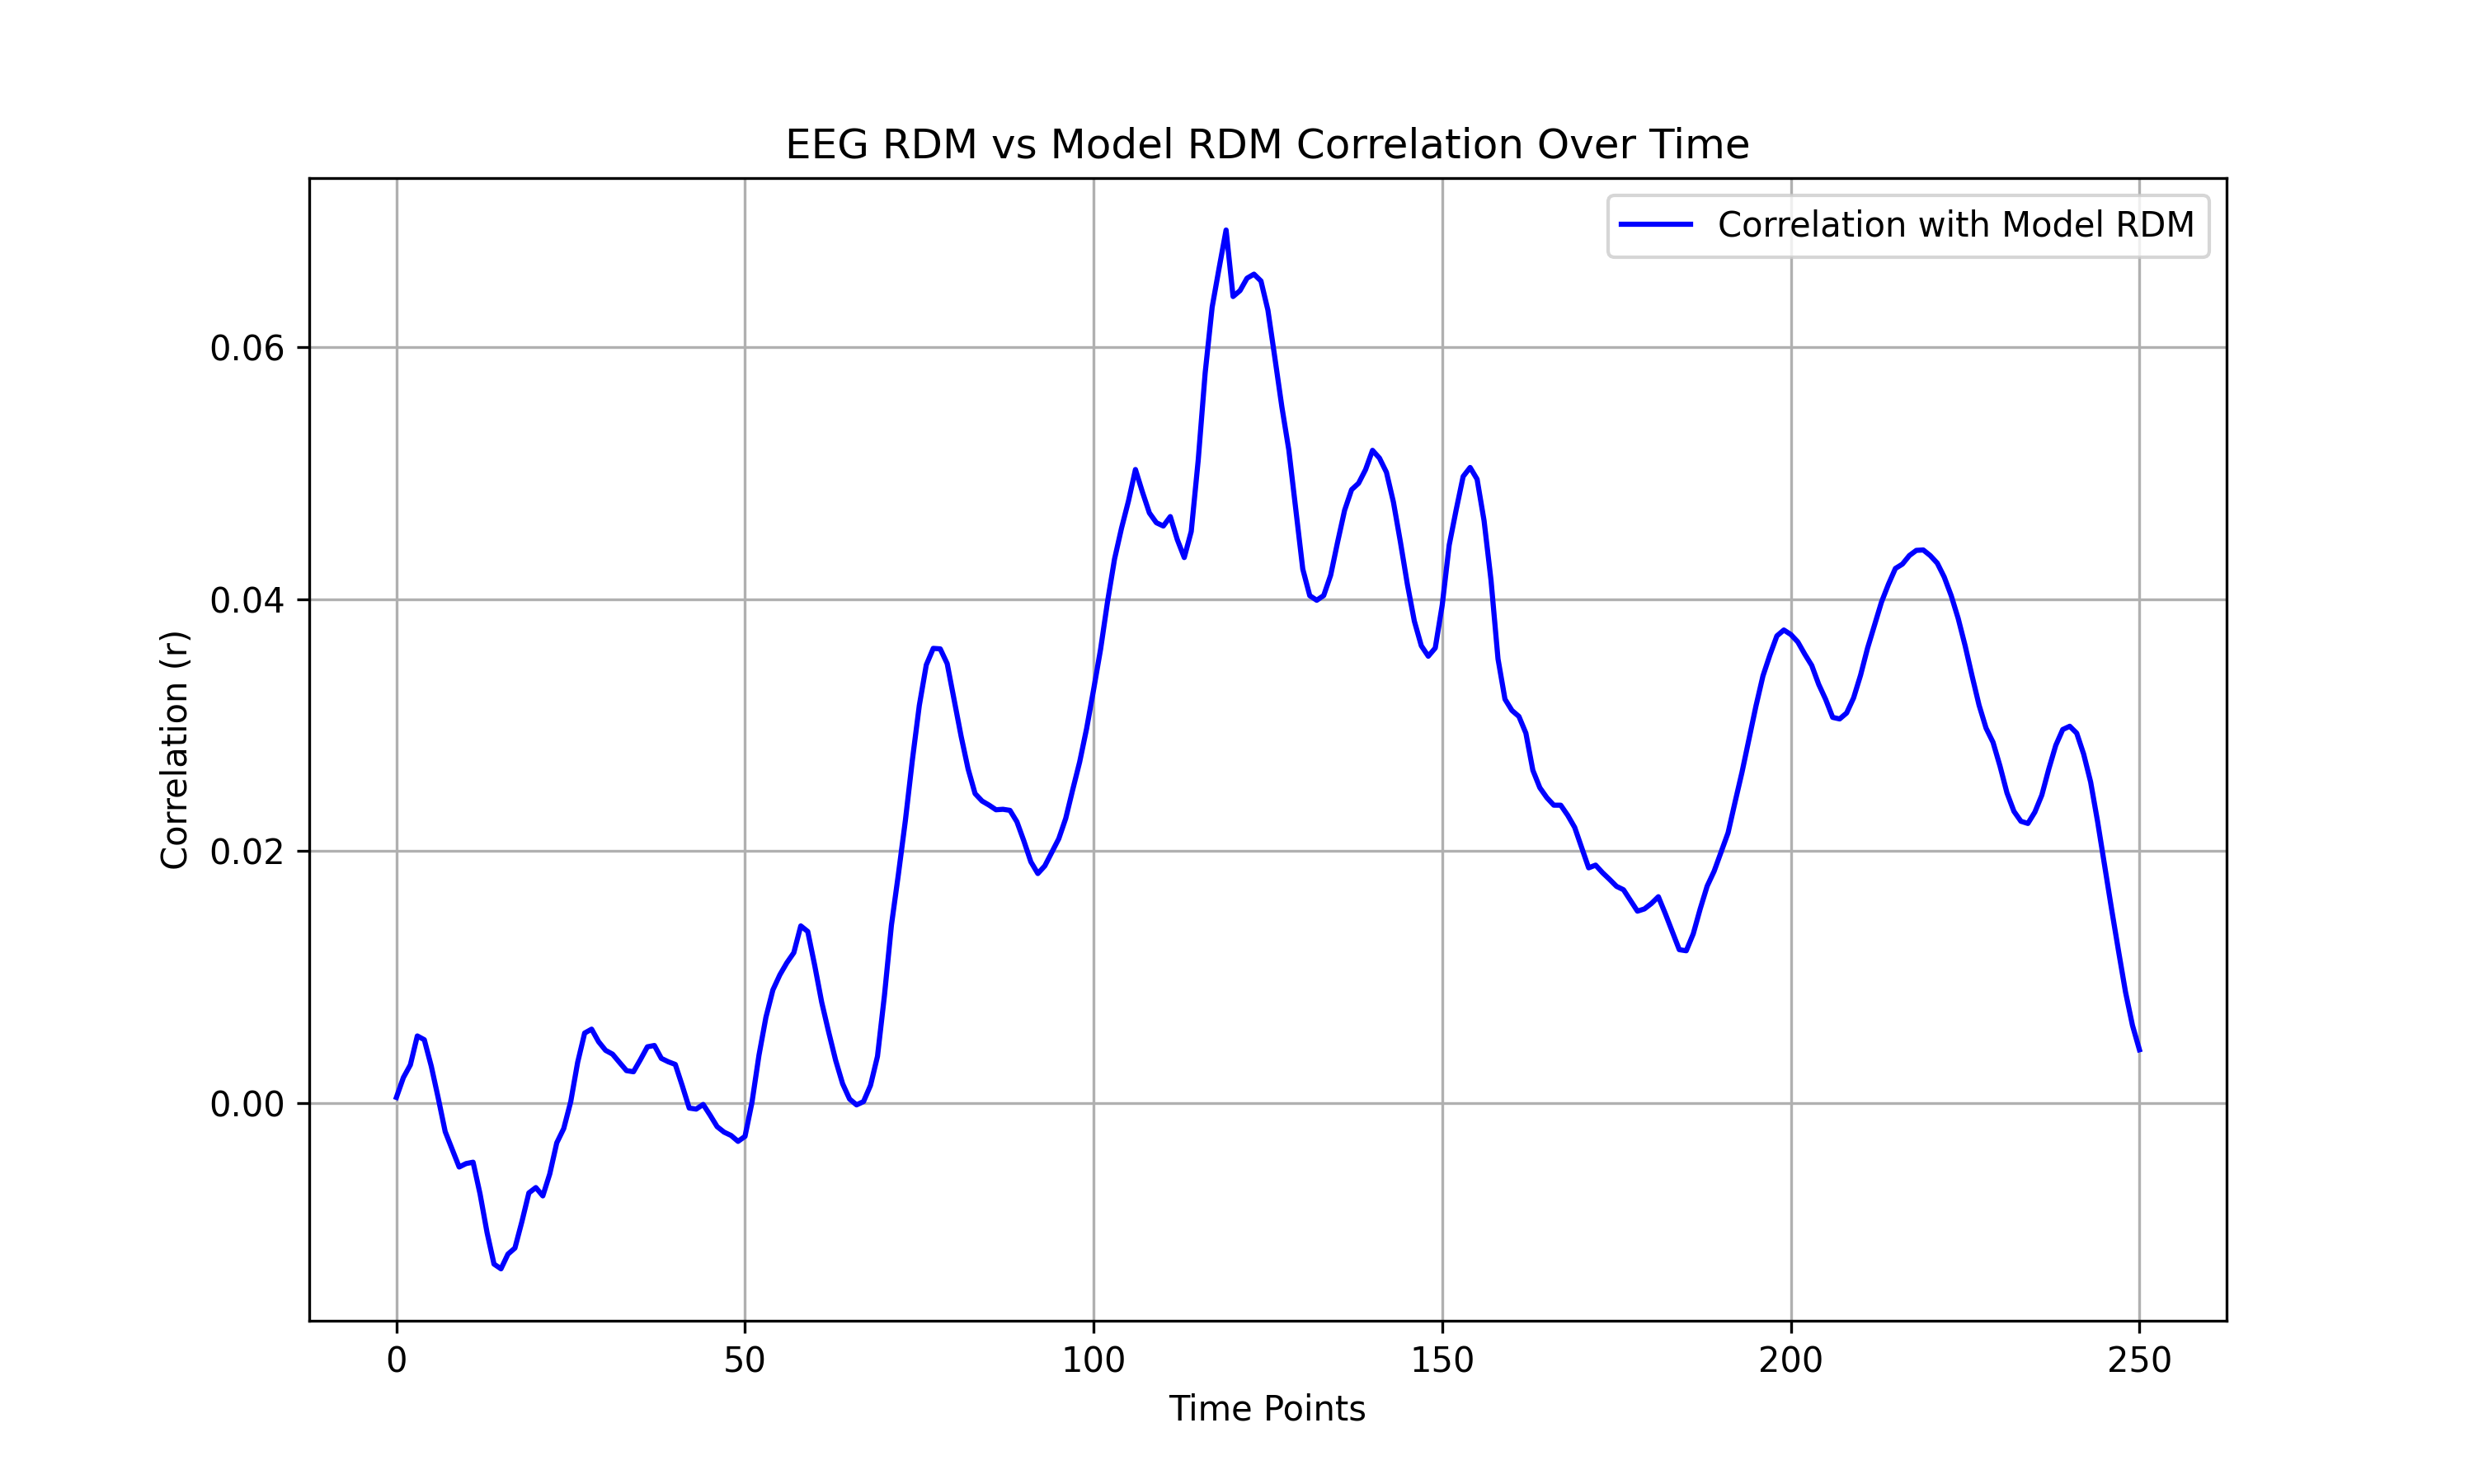 EEG RDM vs Model RDM Correlation Over Time
Correlation with Model RDM
Correlation (r)
0.06
0.04
0.02
0.00
0 50 100 150 200 250
Time Points